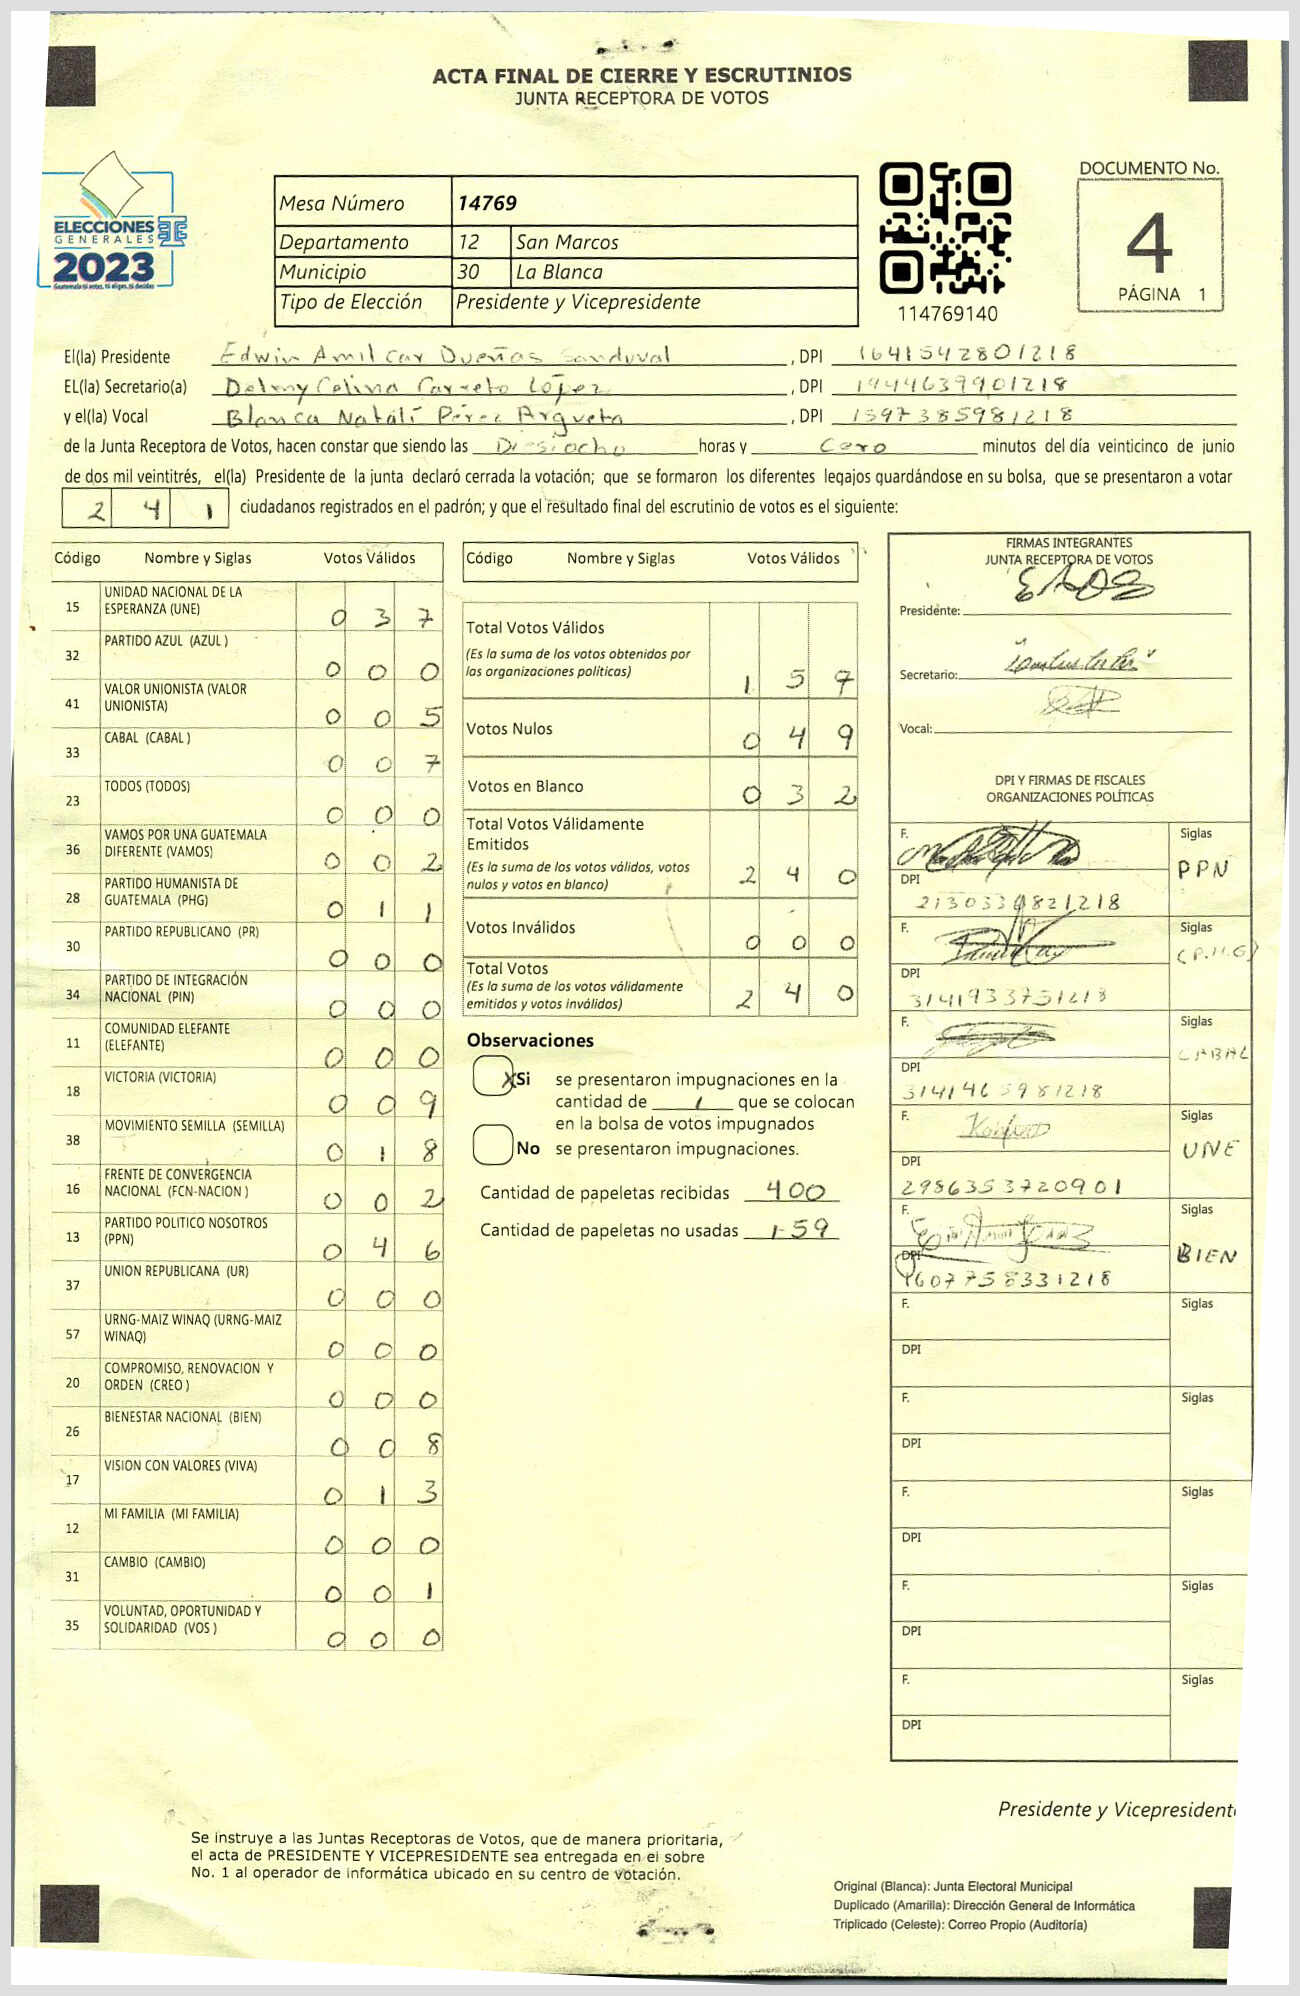 ACTA FINAL DE CIERRE Y ESCRUTINIOS
JUNTA RECEPTORA DE VOTOS
ELECCIONES
GENERALES
2023
Guatemala tú votas, tú eliges, tú decides
Mesa Número 14769
Departamento 12 San Marcos
Municipio 30 La Blanca
Tipo de Elección Presidente y Vicepresidente
114769140
DOCUMENTO No.
4
PÁGINA 1
El(la) Presidente Edwin Amilcar Dueñas Sandoval , DPI 1641542801218
EL(la) Secretario(a) Delmy Celina Carreto López , DPI 1944639901218
y el(la) Vocal Blanca Natalí Pérez Argueta , DPI 1597385981218
de la Junta Receptora de Votos, hacen constar que siendo las Diesiocho horas y Cero minutos del día veinticinco de junio
de dos mil veintitrés, el(la) Presidente de la junta declaró cerrada la votación; que se formaron los diferentes legajos guardándose en su bolsa, que se presentaron a votar
2 4 1 ciudadanos registrados en el padrón; y que el resultado final del escrutinio de votos es el siguiente:
Código Nombre y Siglas Votos Válidos
15 UNIDAD NACIONAL DE LA
ESPERANZA (UNE) 0 3 7
32 PARTIDO AZUL (AZUL ) 0 0 0
41 VALOR UNIONISTA (VALOR
UNIONISTA) 0 0 5
33 CABAL (CABAL ) 0 0 7
23 TODOS (TODOS) 0 0 0
36 VAMOS POR UNA GUATEMALA
DIFERENTE (VAMOS) 0 0 2
28 PARTIDO HUMANISTA DE
GUATEMALA (PHG) 0 1 1
30 PARTIDO REPUBLICANO (PR) 0 0 0
34 PARTIDO DE INTEGRACIÓN
NACIONAL (PIN) 0 0 0
11 COMUNIDAD ELEFANTE
(ELEFANTE) 0 0 0
18 VICTORIA (VICTORIA) 0 0 9
38 MOVIMIENTO SEMILLA (SEMILLA) 0 1 8
16 FRENTE DE CONVERGENCIA
NACIONAL (FCN-NACION ) 0 0 2
13 PARTIDO POLITICO NOSOTROS
(PPN) 0 4 6
37 UNION REPUBLICANA (UR) 0 0 0
57 URNG-MAIZ WINAQ (URNG-MAIZ
WINAQ) 0 0 0
20 COMPROMISO, RENOVACION Y
ORDEN (CREO ) 0 0 0
26 BIENESTAR NACIONAL (BIEN) 0 0 8
17 VISION CON VALORES (VIVA) 0 1 3
12 MI FAMILIA (MI FAMILIA) 0 0 0
31 CAMBIO (CAMBIO) 0 0 1
35 VOLUNTAD, OPORTUNIDAD Y
SOLIDARIDAD (VOS ) 0 0 0
Código Nombre y Siglas Votos Válidos
Total Votos Válidos
(Es la suma de los votos obtenidos por
las organizaciones políticas) 1 5 7
Votos Nulos 0 4 9
Votos en Blanco 0 3 2
Total Votos Válidamente
Emitidos
(Es la suma de los votos válidos, votos
nulos y votos en blanco) 2 4 0
Votos Inválidos 0 0 0
Total Votos
(Es la suma de los votos válidamente
emitidos y votos inválidos) 2 4 0
Observaciones
X Si se presentaron impugnaciones en la
cantidad de 1 que se colocan
en la bolsa de votos impugnados
No se presentaron impugnaciones.
Cantidad de papeletas recibidas 400
Cantidad de papeletas no usadas 159
FIRMAS INTEGRANTES
JUNTA RECEPTORA DE VOTOS
Presidente:
Secretario:
Vocal:
DPI Y FIRMAS DE FISCALES
ORGANIZACIONES POLÍTICAS
F. Siglas
PPN
DPI
F. Siglas
(P.H.G)
DPI
3141933751218
F. Siglas
CABAL
DPI
3141465981218
F. Siglas
UNE
DPI
2986353720901
F. Siglas
BIEN
DPI
1607758331218
F. Siglas
DPI
F. Siglas
DPI
F. Siglas
DPI
F. Siglas
DPI
F. Siglas
DPI
Presidente y Vicepresident
Se instruye a las Juntas Receptoras de Votos, que de manera prioritaria,
el acta de PRESIDENTE Y VICEPRESIDENTE sea entregada en el sobre
No. 1 al operador de informática ubicado en su centro de votación.
Original (Blanca): Junta Electoral Municipal
Duplicado (Amarilla): Dirección General de Informática
Triplicado (Celeste): Correo Propio (Auditoría)